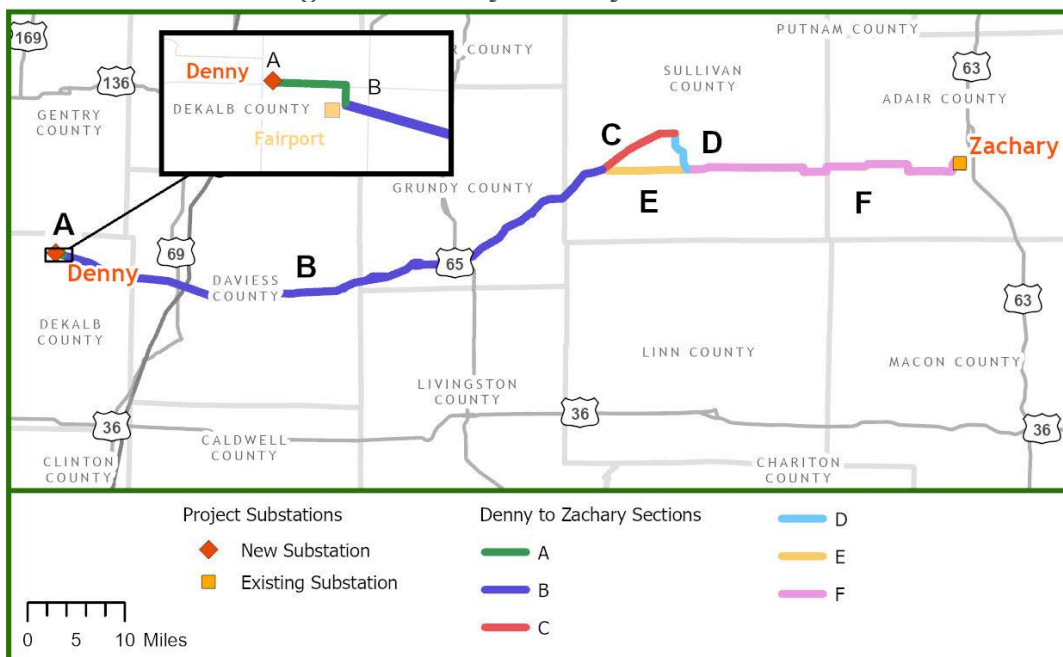 PUTNAM COUNTY
169
COUNTY
63
136
A
Denny
B
DEKALB COUNTY
Fairport
GENTRY
COUNTY
SULLIVAN
COUNTY
ADAIR COUNTY
C
D
Zachary
GRUNDY COUNTY
E
F
A
69
65
Denny
B
DAVIESS
COUNTY
63
DEKALB
COUNTY
LINN COUNTY
MACON COUNTY
LIVINGSTON
COUNTY
36
36
36
CALDWELL
COUNTY
CLINTON
COUNTY
CHARITON
COUNTY
Project Substations
New Substation
Existing Substation
Denny to Zachary Sections
A
B
C
D
E
F
0 5 10 Miles